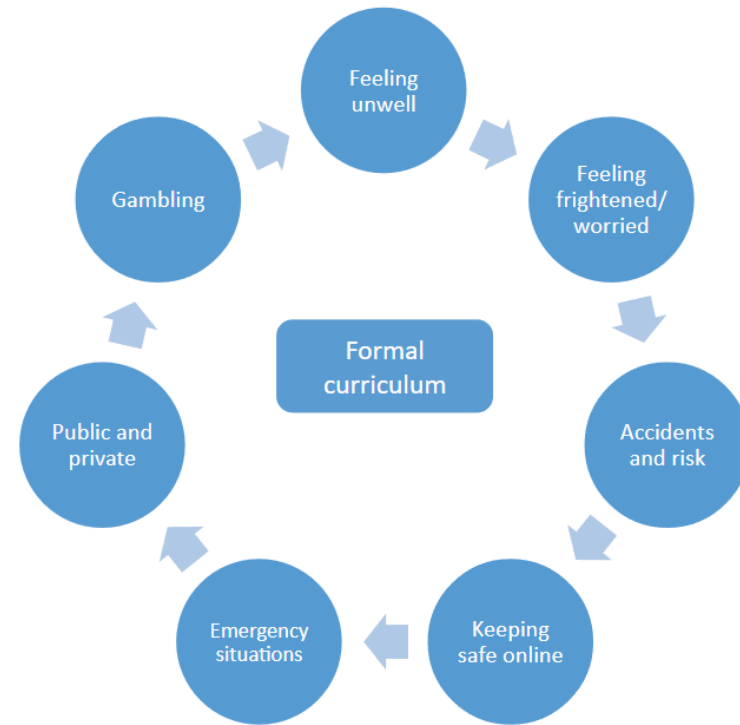 Feeling
unwell
Feeling
frightened/
worried
Accidents
and risk
Keeping
safe online
Emergency
situations
Public and
private
Gambling
Formal
curriculum